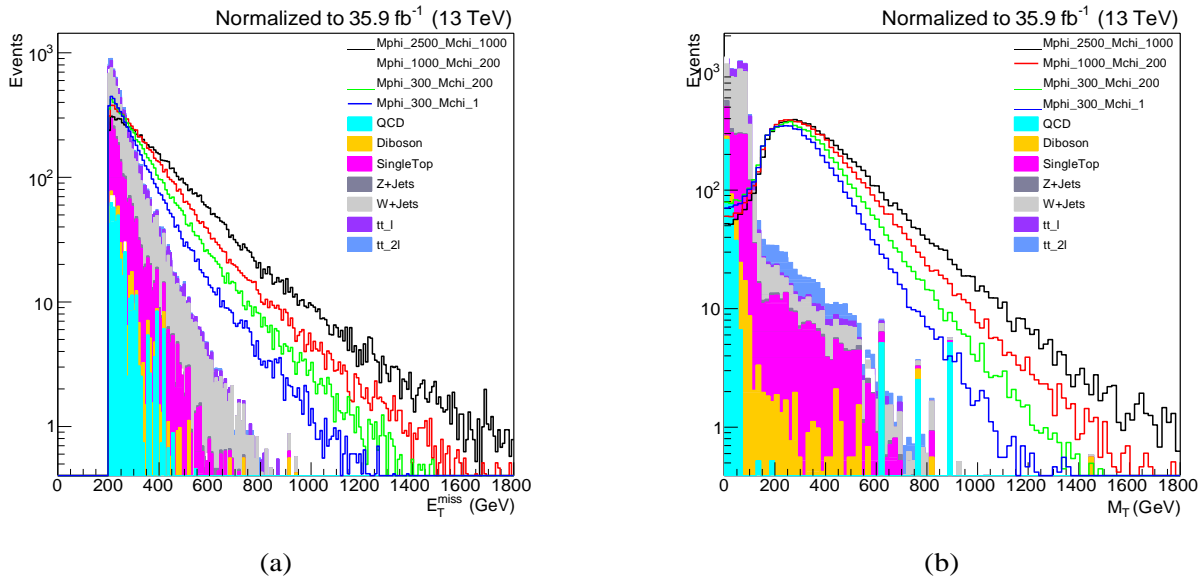 Normalized to 35.9 fb⁻¹ (13 TeV)
Events
10³
10²
10
1
Mphi_2500_Mchi_1000
Mphi_1000_Mchi_200
Mphi_300_Mchi_200
Mphi_300_Mchi_1
QCD
Diboson
SingleTop
Z+Jets
W+Jets
tt_l
tt_2l
0 200 400 600 800 1000 1200 1400 1600 1800
E_T^miss (GeV)
(a)
Normalized to 35.9 fb⁻¹ (13 TeV)
Events
10³
10²
10
1
Mphi_2500_Mchi_1000
Mphi_1000_Mchi_200
Mphi_300_Mchi_200
Mphi_300_Mchi_1
QCD
Diboson
SingleTop
Z+Jets
W+Jets
tt_l
tt_2l
0 200 400 600 800 1000 1200 1400 1600 1800
M_T (GeV)
(b)